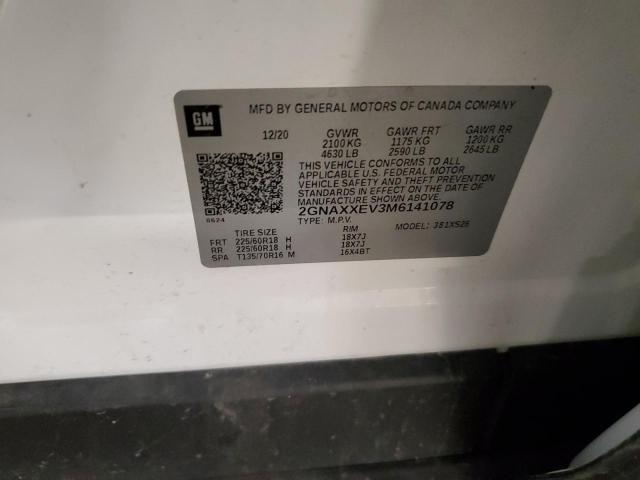 GM
MFD BY GENERAL MOTORS OF CANADA COMPANY
12/20 GVWR GAWR FRT GAWR RR
2100 KG 1175 KG 1200 KG
4630 LB 2590 LB 2645 LB
THIS VEHICLE CONFORMS TO ALL
APPLICABLE U.S. FEDERAL MOTOR
VEHICLE SAFETY AND THEFT PREVENTION
STANDARDS IN EFFECT ON THE DATE OF
MANUFACTURE SHOWN ABOVE.
0624 2GNAXXEV3M6141078
TYPE: M.P.V. MODEL: 381XS26
TIRE SIZE RIM
FRT 225/60R18 H 18X7J
RR 225/60R18 H 18X7J
SPA T135/70R16 M 16X4BT